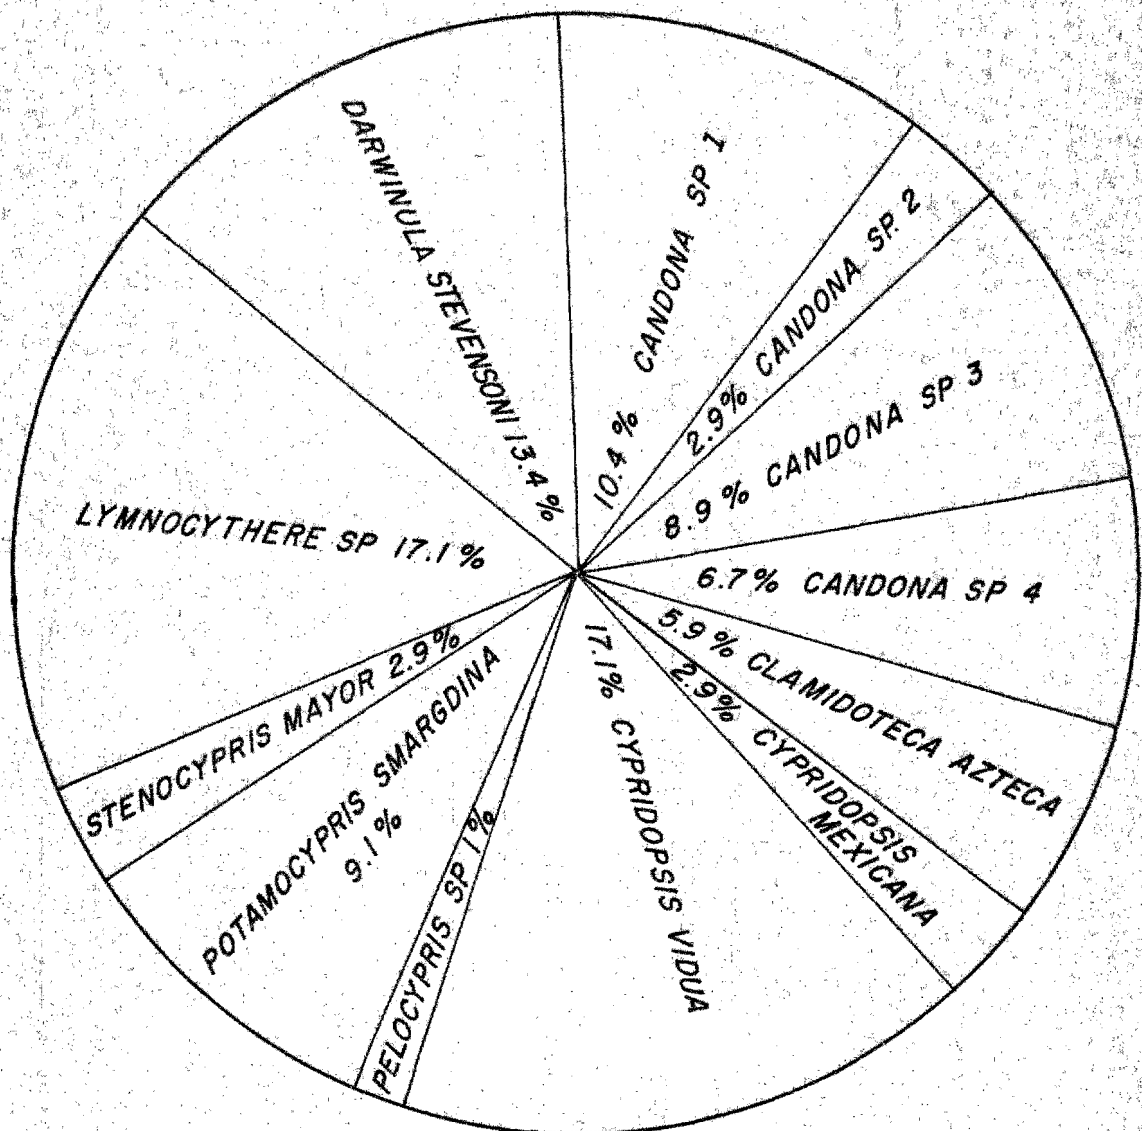 DARWINULA STEVENSONI 13.4 %
10.4 % CANDONA SP 1
2.9% CANDONA SP. 2
8.9 % CANDONA SP 3
6.7% CANDONA SP 4
5.9 % CLAMIDOTECA AZTECA
2.9% CYPRIDOPSIS
MEXICANA
17.1% CYPRIDOPSIS VIDUA
PELOCYPRIS SP 1%
POTAMOCYPRIS SMARGDINA
9.1 %
STENOCYPRIS MAYOR 2.9%
LYMNOCYTHERE SP 17.1 %